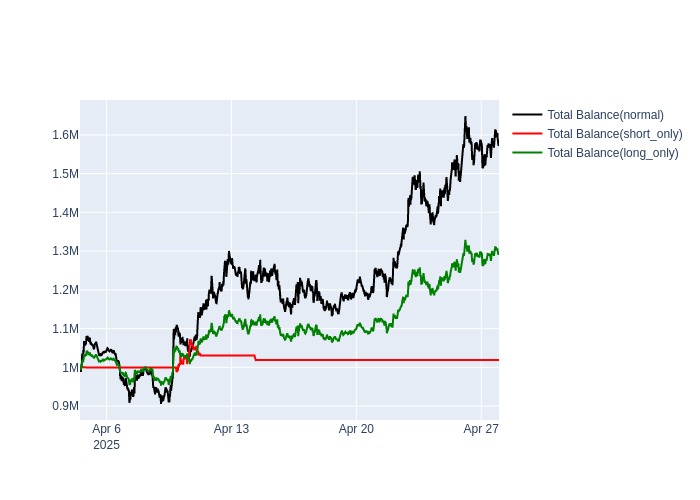 Total Balance(normal)
Total Balance(short_only)
Total Balance(long_only)
1.6M
1.5M
1.4M
1.3M
1.2M
1.1M
1M
0.9M
Apr 6
2025
Apr 13
Apr 20
Apr 27